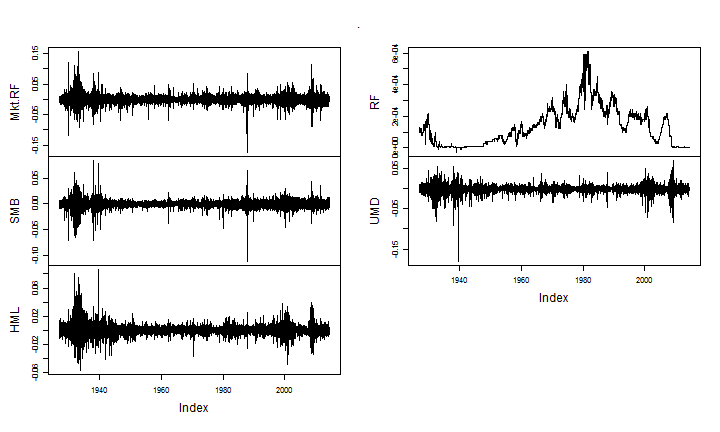 .
Mkt.RF
-0.15
-0.05
0.05
0.15
SMB
-0.10
-0.05
0.00
0.05
HML
-0.06
-0.02
0.02
0.06
1940 1960 1980 2000
Index
RF
0e+00
2e-04
4e-04
6e-04
UMD
-0.15
-0.05
0.05
1940 1960 1980 2000
Index